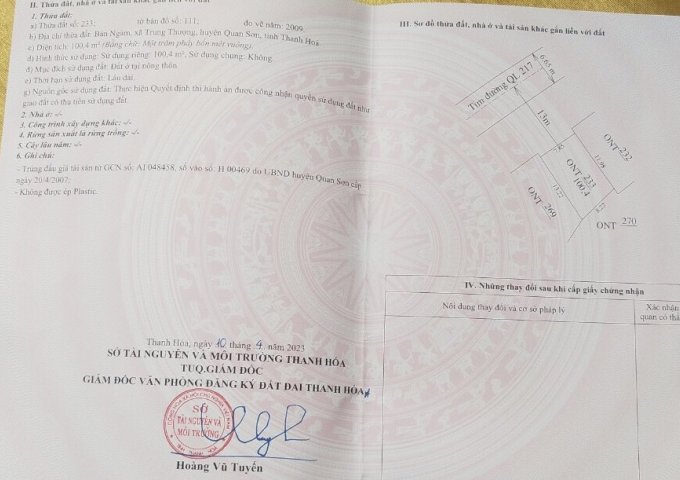 II. Thửa đất, nhà ở và tài sản khác gắn liền với đất
1. Thửa đất:
a) Thửa đất số: 233; tờ bản đồ số: 111; đo vẽ năm: 2009
b) Địa chỉ thửa đất: Bản Ngàm, xã Trung Thượng, huyện Quan Sơn, tỉnh Thanh Hóa.
c) Diện tích: 100,4 m² (Bằng chữ: Một trăm phảy bốn mét vuông)
d) Hình thức sử dụng: Sử dụng riêng: 100,4 m², Sử dụng chung: Không.
đ) Mục đích sử dụng đất: Đất ở tại nông thôn
e) Thời hạn sử dụng đất: Lâu dài
g) Nguồn gốc sử dụng đất: Thực hiện Quyết định thi hành án được công nhận quyền sử dụng đất như
giao đất có thu tiền sử dụng đất.
2. Nhà ở: -/-
3. Công trình xây dựng khác: -/-
4. Rừng sản xuất là rừng trồng: -/-
5. Cây lâu năm: -/-
6. Ghi chú:
- Trúng đấu giá tài sản từ GCN số: AI 048458, số vào sổ: H 00469 do UBND huyện Quan Sơn cấp
ngày 20/4/2007;
- Không được ép Plastic.
Thanh Hóa, ngày 10 tháng 4 năm 2023
SỞ TÀI NGUYÊN VÀ MÔI TRƯỜNG THANH HÓA
TUQ.GIÁM ĐỐC
GIÁM ĐỐC VĂN PHÒNG ĐĂNG KÝ ĐẤT ĐAI THANH HÓA
SỞ
TÀI NGUYÊN VÀ
MÔI TRƯỜNG
Hoàng Vũ Tuyến
III. Sơ đồ thửa đất, nhà ở và tài sản khác gắn liền với đất
Tim đường QL 217
6.65 m
13m
ONT 232
ONT 233
100,4
ONT 269
ONT 270
IV. Những thay đổi sau khi cấp giấy chứng nhận
Nội dung thay đổi và cơ sở pháp lý
Xác nhận
quan có thẩ